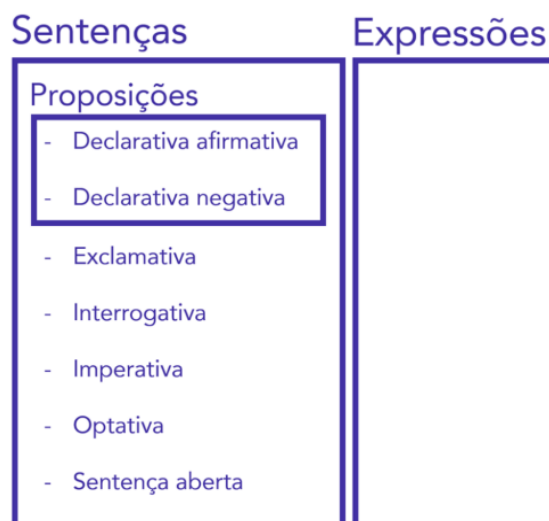 Sentenças
Expressões
Proposições
- Declarativa afirmativa
- Declarativa negativa
- Exclamativa
- Interrogativa
- Imperativa
- Optativa
- Sentença aberta